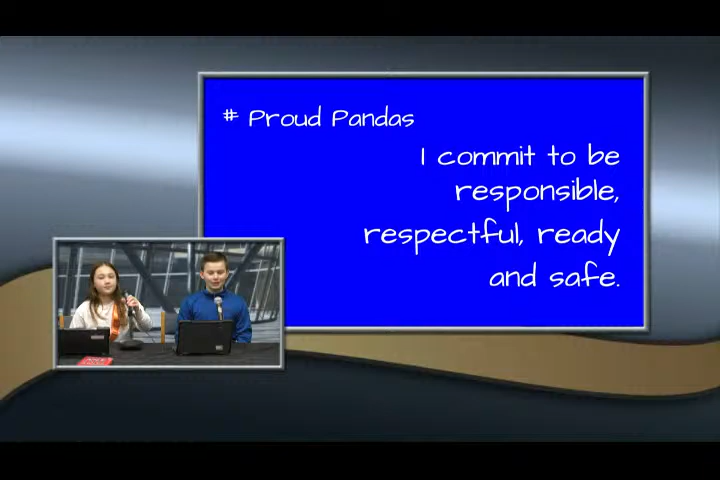 # Proud Pandas
I commit to be
responsible,
respectful, ready
and safe.